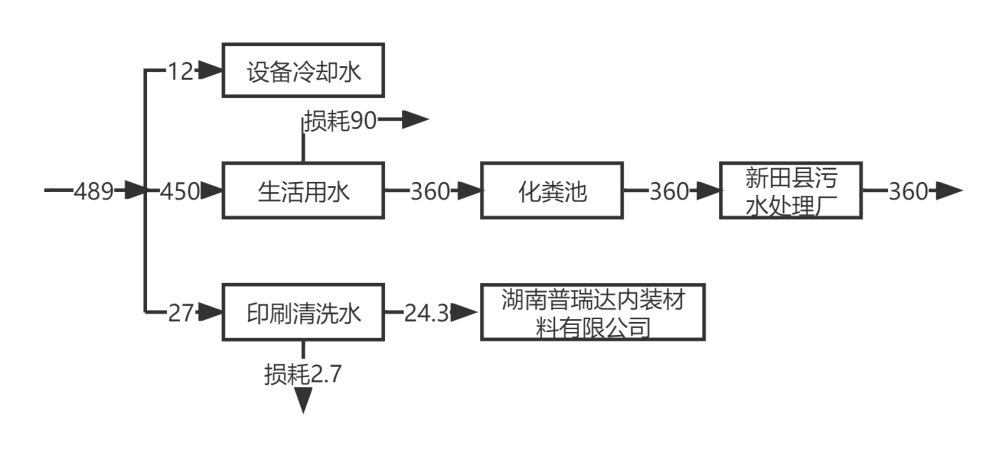 12
设备冷却水
损耗90
489
450
生活用水
360
化粪池
360
新田县污
水处理厂
360
27
印刷清洗水
24.3
湖南普瑞达内装材
料有限公司
损耗2.7